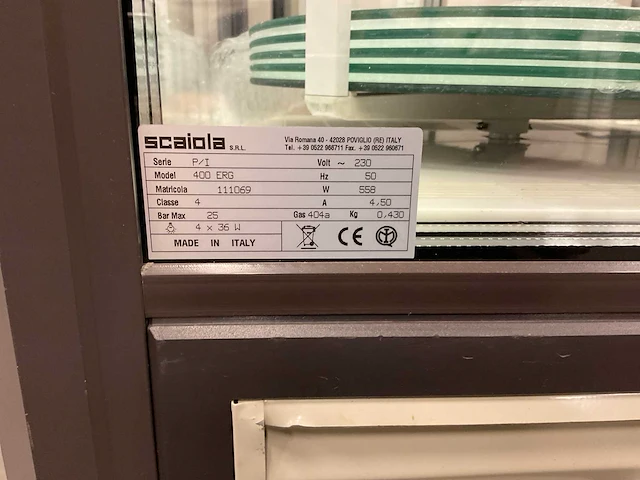 scaiola S.R.L.
Via Romana 40 - 42028 POVIGLIO (RE) ITALY
Tel. +39 0522 966711 Fax. +39 0522 960671
Serie P/I Volt ~ 230
Model 400 ERG Hz 50
Matricola 111069 W 558
Classe 4 A 4,50
Bar Max 25 Gas 404a Kg 0,430
4 x 36 W
MADE IN ITALY CE